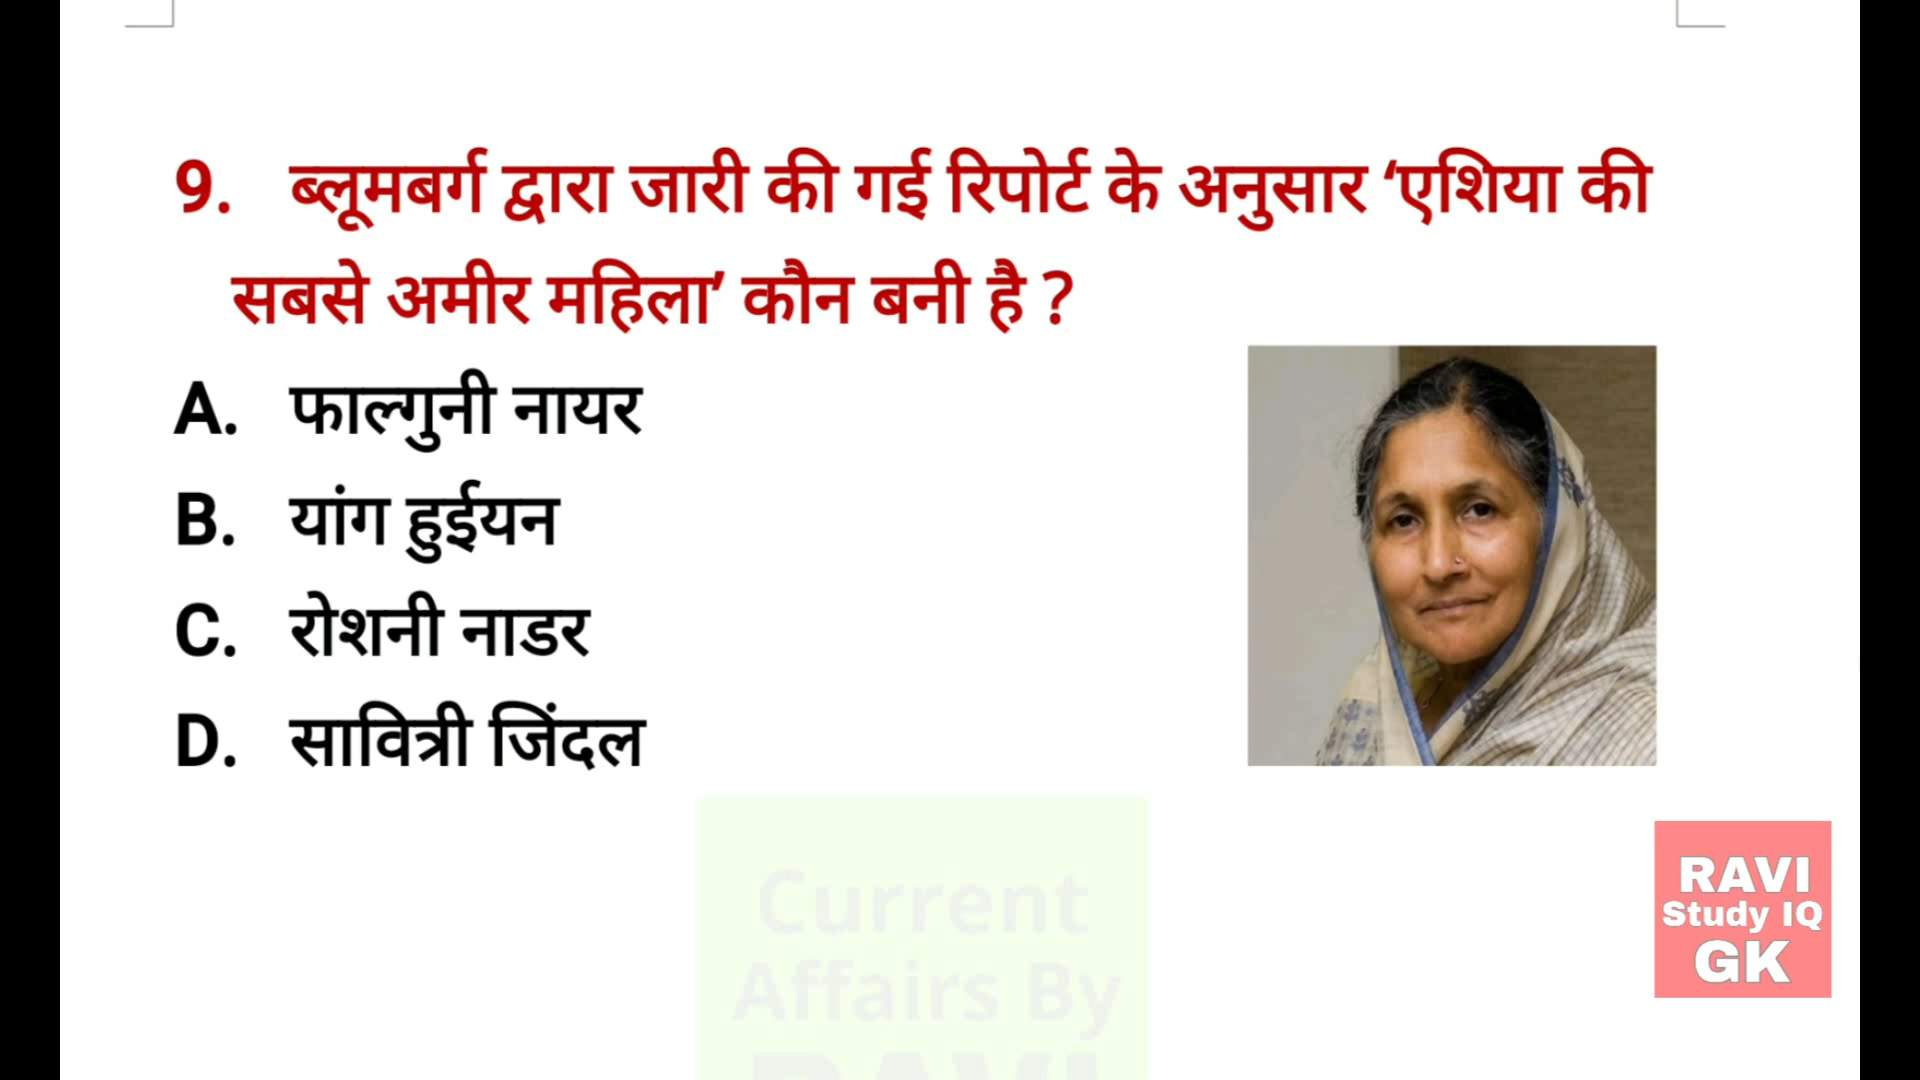 9. ब्लूमबर्ग द्वारा जारी की गई रिपोर्ट के अनुसार ‘एशिया की
सबसे अमीर महिला’ कौन बनी है ?
A. फाल्गुनी नायर
B. यांग हुईयन
C. रोशनी नाडर
D. सावित्री जिंदल
Current
Affairs By
RAVI
RAVI
Study IQ
GK